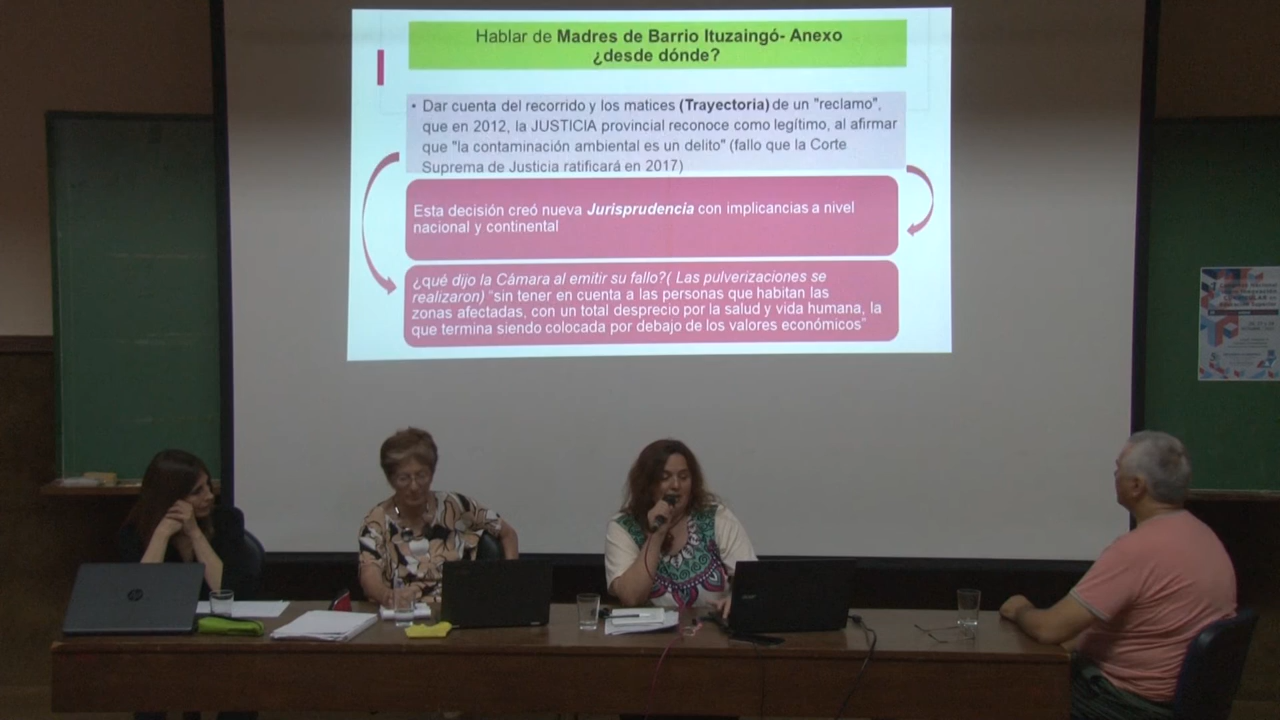 Hablar de Madres de Barrio Ituzaingó- Anexo
¿desde dónde?
• Dar cuenta del recorrido y los matices (Trayectoria) de un "reclamo",
que en 2012, la JUSTICIA provincial reconoce como legítimo, al afirmar
que "la contaminación ambiental es un delito" (fallo que la Corte
Suprema de Justicia ratificará en 2017)
Esta decisión creó nueva Jurisprudencia con implicancias a nivel
nacional y continental
¿qué dijo la Cámara al emitir su fallo?( Las pulverizaciones se
realizaron) “sin tener en cuenta a las personas que habitan las
zonas afectadas, con un total desprecio por la salud y vida humana, la
que termina siendo colocada por debajo de los valores económicos”
hp